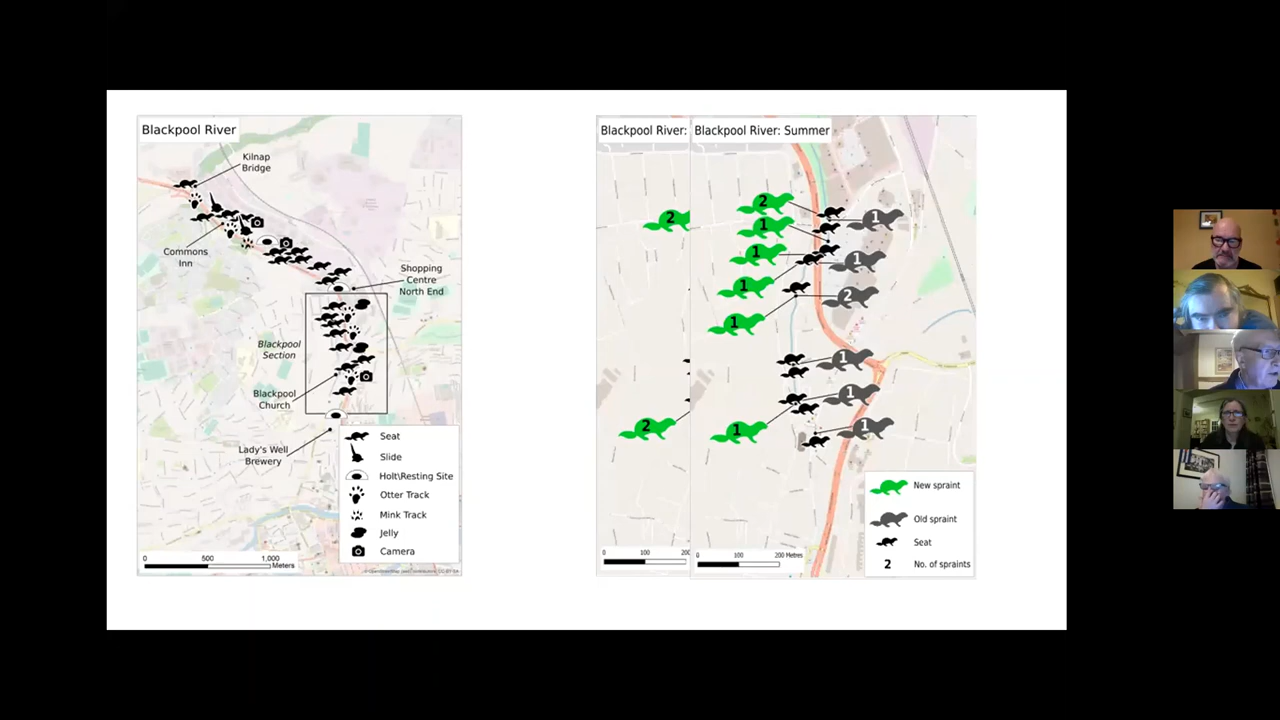 Blackpool River
Kilnap
Bridge
Commons
Inn
Shopping
Centre
North End
Blackpool
Section
Blackpool
Church
Lady's Well
Brewery
Seat
Slide
Holt\Resting Site
Otter Track
Mink Track
Jelly
Camera
0 500 1,000
Meters
Blackpool River:
2
2
0 100 200
Blackpool River: Summer
2
1
1
1
1
1
1
1
2
1
1
1
New sprint
Old spraint
Seat
2 No. of spraints
0 100 200 Metres